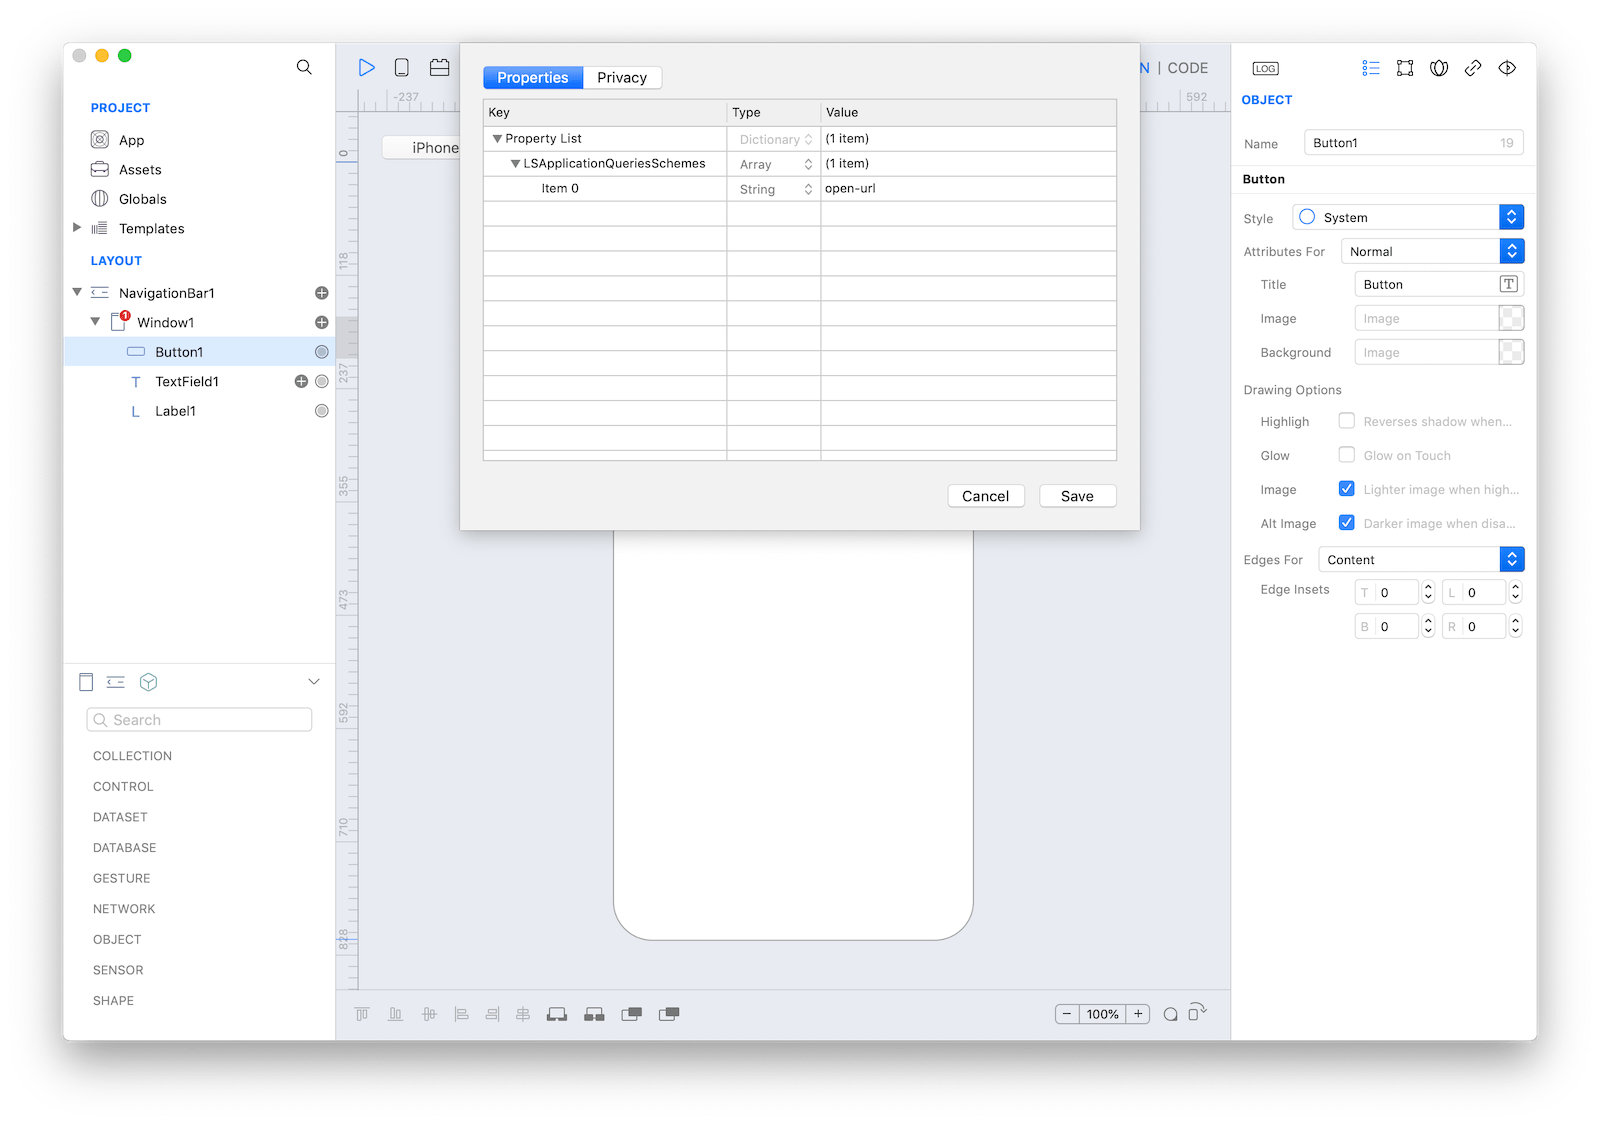 PROJECT
App
Assets
Globals
Templates
LAYOUT
NavigationBar1
1
Window1
Button1
T TextField1
L Label1
Search
COLLECTION
CONTROL
DATASET
DATABASE
GESTURE
NETWORK
OBJECT
SENSOR
SHAPE
-237
592
N | CODE
iPhone
0
118
237
355
473
592
710
828
Properties Privacy
Key Type Value
Property List Dictionary (1 item)
LSApplicationQueriesSchemes Array (1 item)
Item 0 String open-url
Cancel Save
100%
LOG
OBJECT
Name Button1 19
Button
Style System
Attributes For Normal
Title Button T
Image Image
Background Image
Drawing Options
Highligh Reverses shadow when...
Glow Glow on Touch
Image Lighter image when high...
Alt Image Darker image when disa...
Edges For Content
Edge Insets T 0 L 0
B 0 R 0